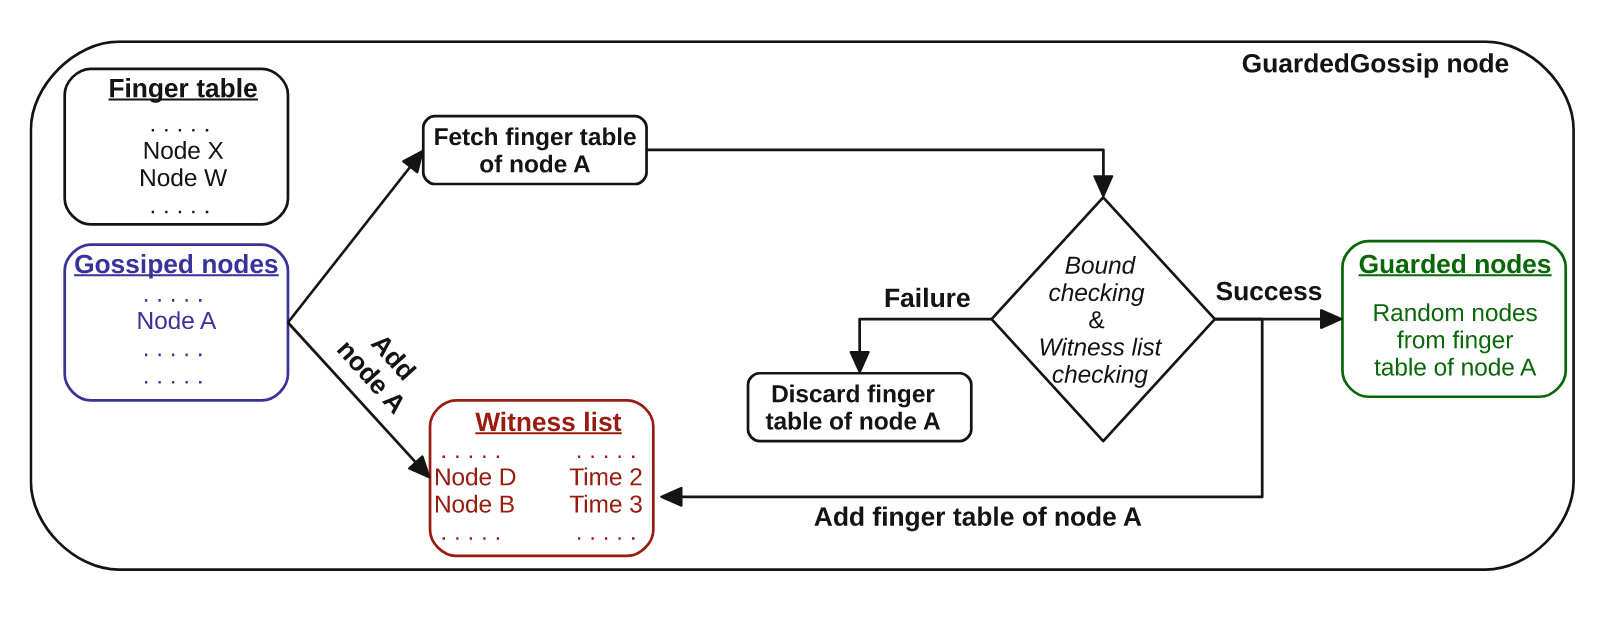 GuardedGossip node
Finger table
. . . . .
Node X
Node W
. . . . .
Gossiped nodes
. . . . .
Node A
. . . . .
. . . . .
Fetch finger table
of node A
Add
node A
Witness list
. . . . . . . . . .
Node D Time 2
Node B Time 3
. . . . . . . . . .
Bound
checking
&
Witness list
checking
Failure
Discard finger
table of node A
Success
Guarded nodes
Random nodes
from finger
table of node A
Add finger table of node A